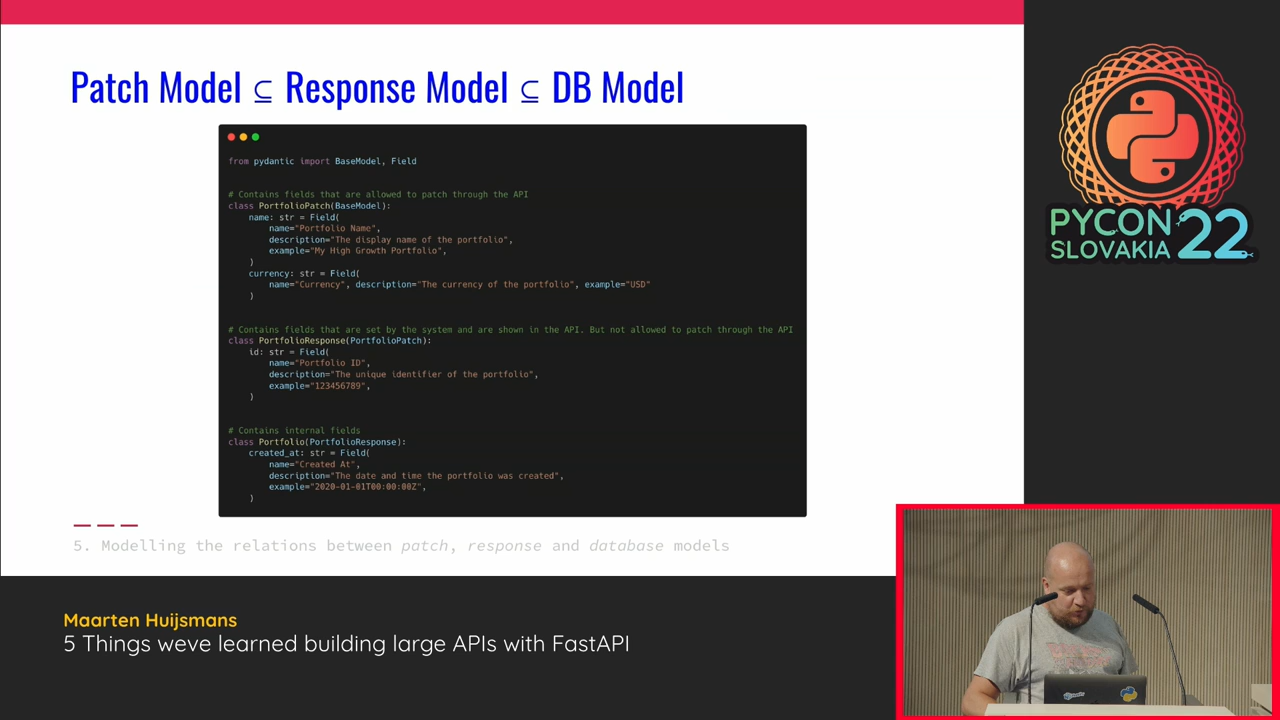 Patch Model ⊆ Response Model ⊆ DB Model
from pydantic import BaseModel, Field
# Contains fields that are allowed to patch through the API
class PortfolioPatch(BaseModel):
    name: str = Field(
        name="Portfolio Name",
        description="The display name of the portfolio",
        example="My High Growth Portfolio",
    )
    currency: str = Field(
        name="Currency", description="The currency of the portfolio", example="USD"
    )
# Contains fields that are set by the system and are shown in the API. But not allowed to patch through the API
class PortfolioResponse(PortfolioPatch):
    id: str = Field(
        name="Portfolio ID",
        description="The unique identifier of the portfolio",
        example="123456789",
    )
# Contains internal fields
class Portfolio(PortfolioResponse):
    created_at: str = Field(
        name="Created At",
        description="The date and time the portfolio was created",
        example="2020-01-01T00:00:00Z",
    )
5. Modelling the relations between patch, response and database models
PYCON
SLOVAKIA
22
Maarten Huijsmans
5 Things weve learned building large APIs with FastAPI